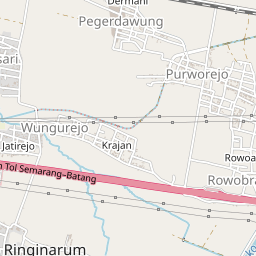 Dermani
Pegerdawung
sari
Purworejo
Wungurejo
Jatirejo
Krajan
Rowoa
n Tol Semarang-Batang
Rowobra
Ringinarum